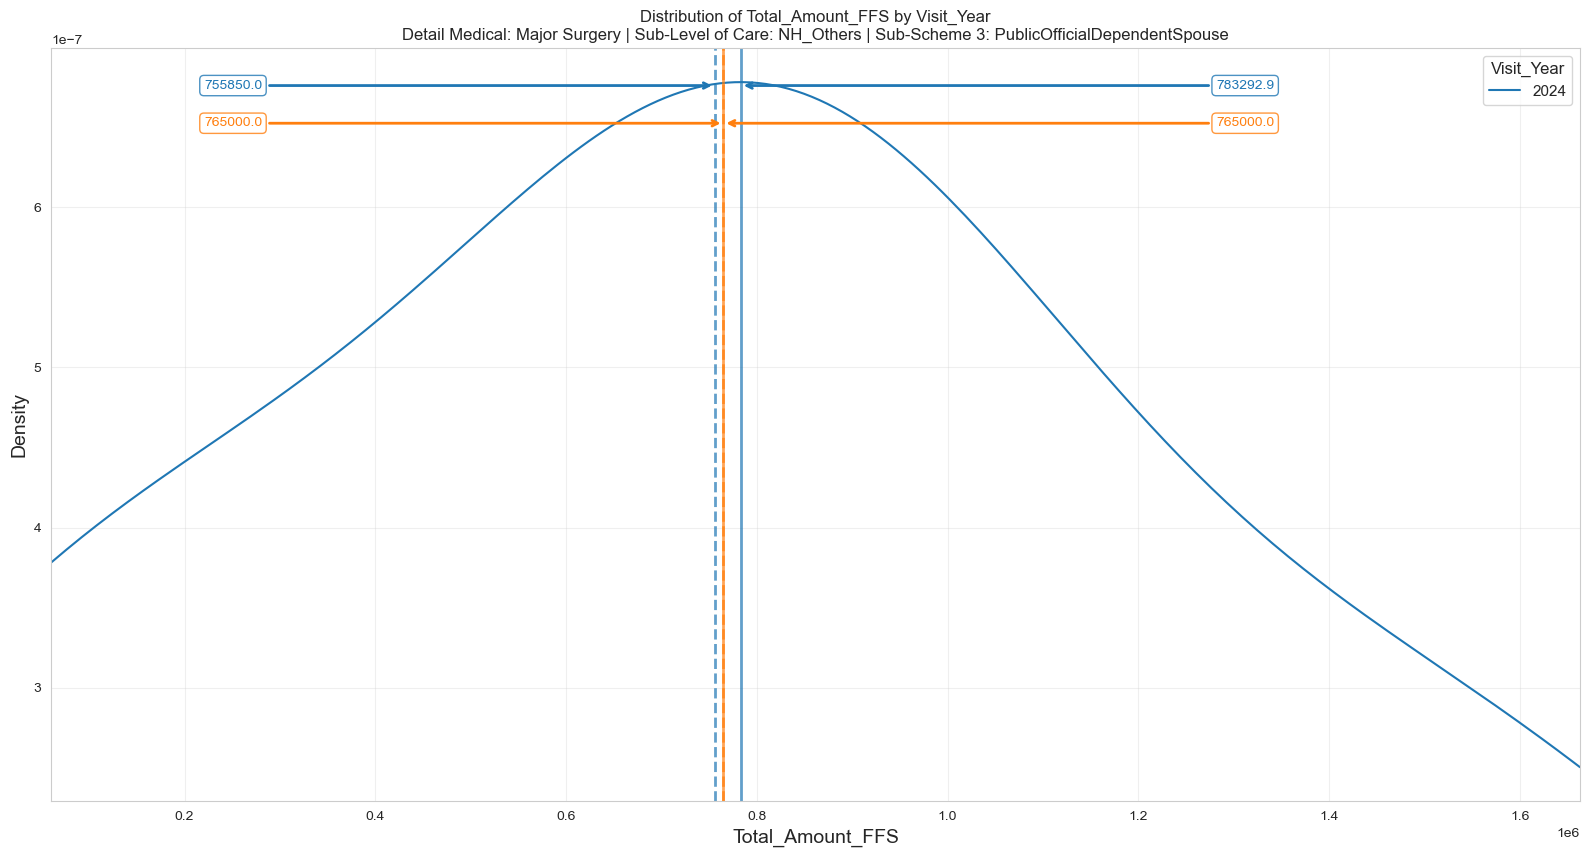 Distribution of Total_Amount_FFS by Visit_Year
Detail Medical: Major Surgery | Sub-Level of Care: NH_Others | Sub-Scheme 3: PublicOfficialDependentSpouse
1e−7
Visit_Year
2024
755850.0
783292.9
765000.0
765000.0
6
5
4
3
Density
0.2
0.4
0.6
0.8
1.0
1.2
1.4
1.6
1e6
Total_Amount_FFS